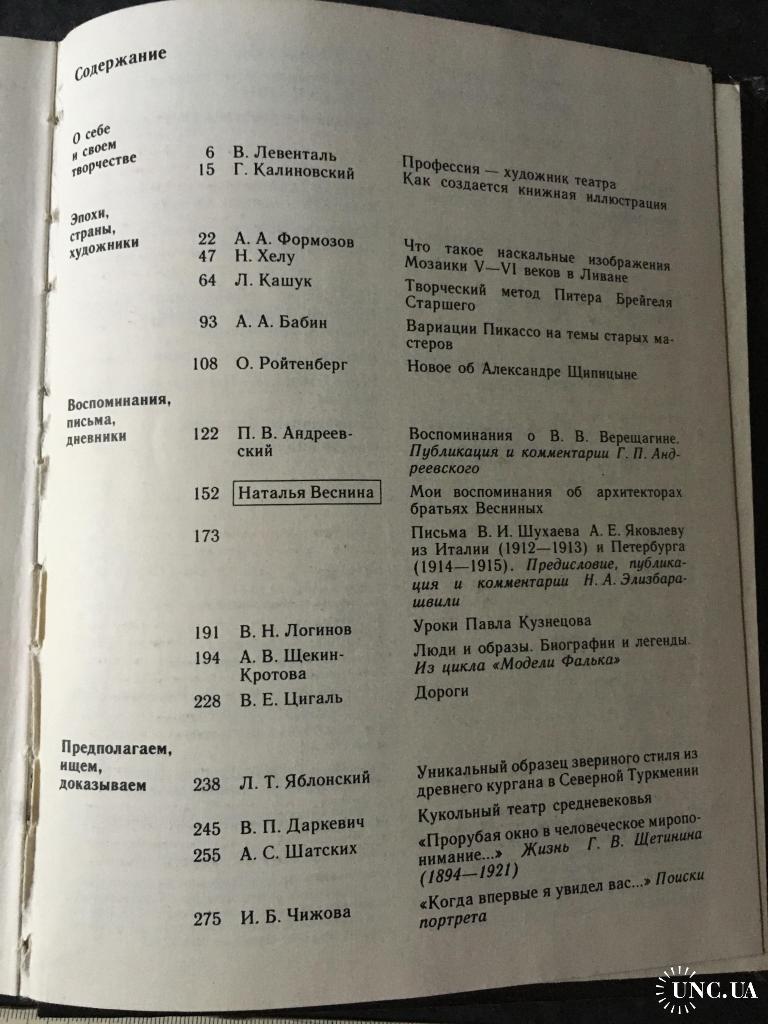 Содержание
О себе
и своем
творчестве
6 В. Левенталь Профессия — художник театра
15 Г. Калиновский Как создается книжная иллюстрация
Эпохи,
страны,
художники
22 А. А. Формозов Что такое наскальные изображения
47 Н. Хелу Мозаики V—VI веков в Ливане
64 Л. Кашук Творческий метод Питера Брейгеля
Старшего
93 А. А. Бабин Вариации Пикассо на темы старых ма-
стеров
108 О. Ройтенберг Новое об Александре Щипицыне
Воспоминания,
письма,
дневники
122 П. В. Андреев- Воспоминания о В. В. Верещагине.
ский Публикация и комментарии Г. П. Анд-
реевского
152 Наталья Веснина Мои воспоминания об архитекторах
братьях Весниных
173 Письма В. И. Шухаева А. Е. Яковлеву
из Италии (1912—1913) и Петербурга
(1914—1915). Предисловие, публика-
ция и комментарии Н. А. Элизбара-
швили
191 В. Н. Логинов Уроки Павла Кузнецова
194 А. В. Щекин- Люди и образы. Биографии и легенды.
Кротова Из цикла «Модели Фалька»
228 В. Е. Цигаль Дороги
Предполагаем,
ищем,
доказываем
238 Л. Т. Яблонский Уникальный образец звериного стиля из
древнего кургана в Северной Туркмении
245 В. П. Даркевич Кукольный театр средневековья
255 А. С. Шатских «Прорубая окно в человеческое миропо-
нимание...» Жизнь Г. В. Щетинина
(1894—1921)
275 И. Б. Чижова «Когда впервые я увидел вас...» Поиски
портрета
UNC.UA